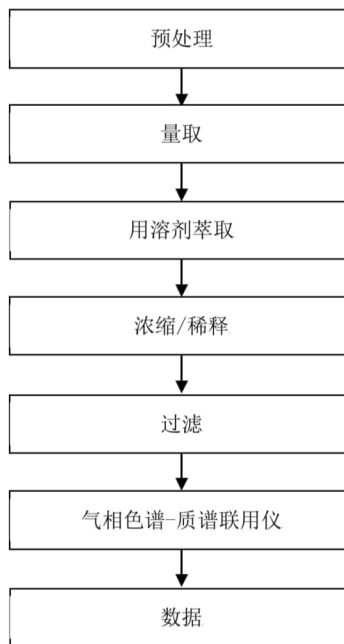 预处理
量取
用溶剂萃取
浓缩/稀释
过滤
气相色谱-质谱联用仪
数据